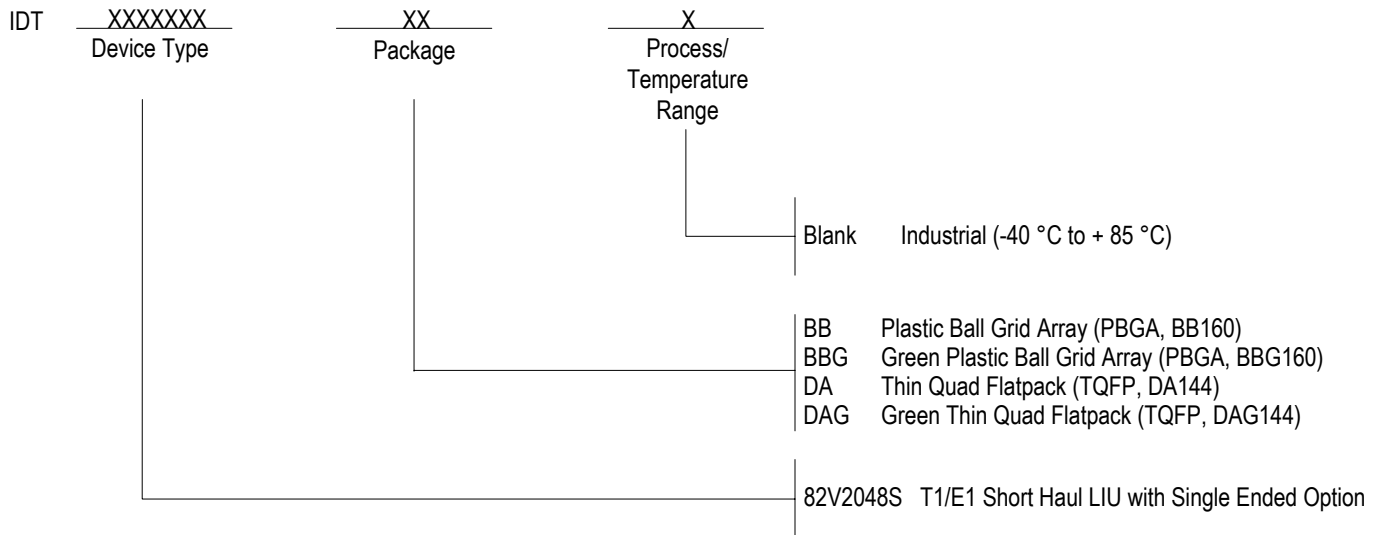 IDT XXXXXXX XX X
Device Type Package Process/
Temperature
Range
Blank Industrial (-40 °C to + 85 °C)
BB Plastic Ball Grid Array (PBGA, BB160)
BBG Green Plastic Ball Grid Array (PBGA, BBG160)
DA Thin Quad Flatpack (TQFP, DA144)
DAG Green Thin Quad Flatpack (TQFP, DAG144)
82V2048S T1/E1 Short Haul LIU with Single Ended Option